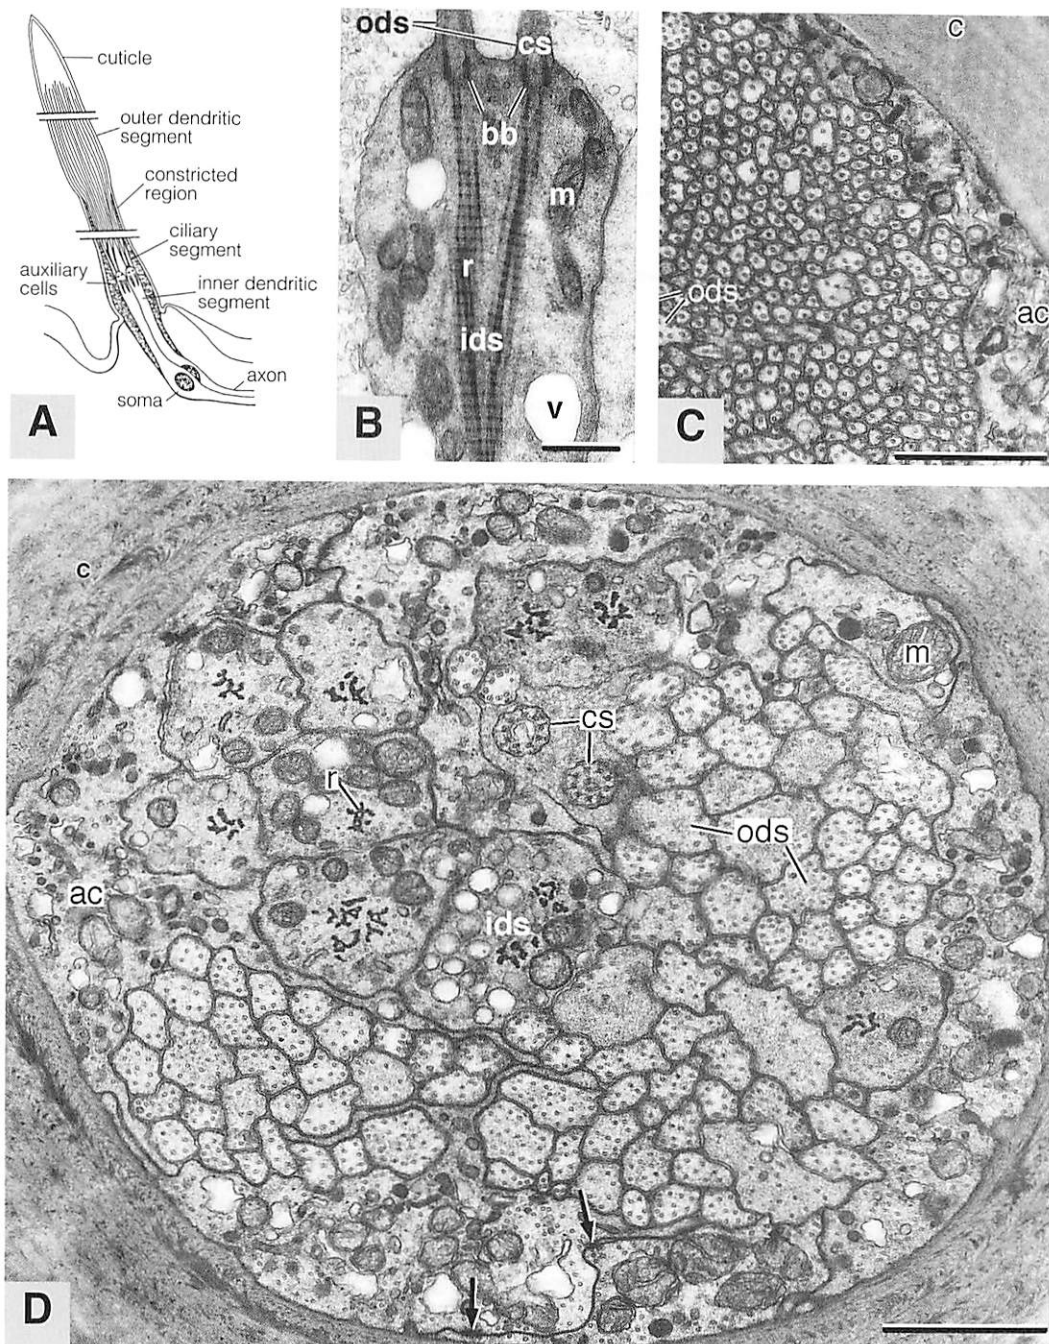 cuticle
outer dendritic
segment
constricted
region
ciliary
segment
auxiliary
cells
inner dendritic
segment
axon
soma
A
ods
cs
bb
m
r
ids
v
B
c
ods
ac
C
c
m
cs
r
ods
ac
ids
D